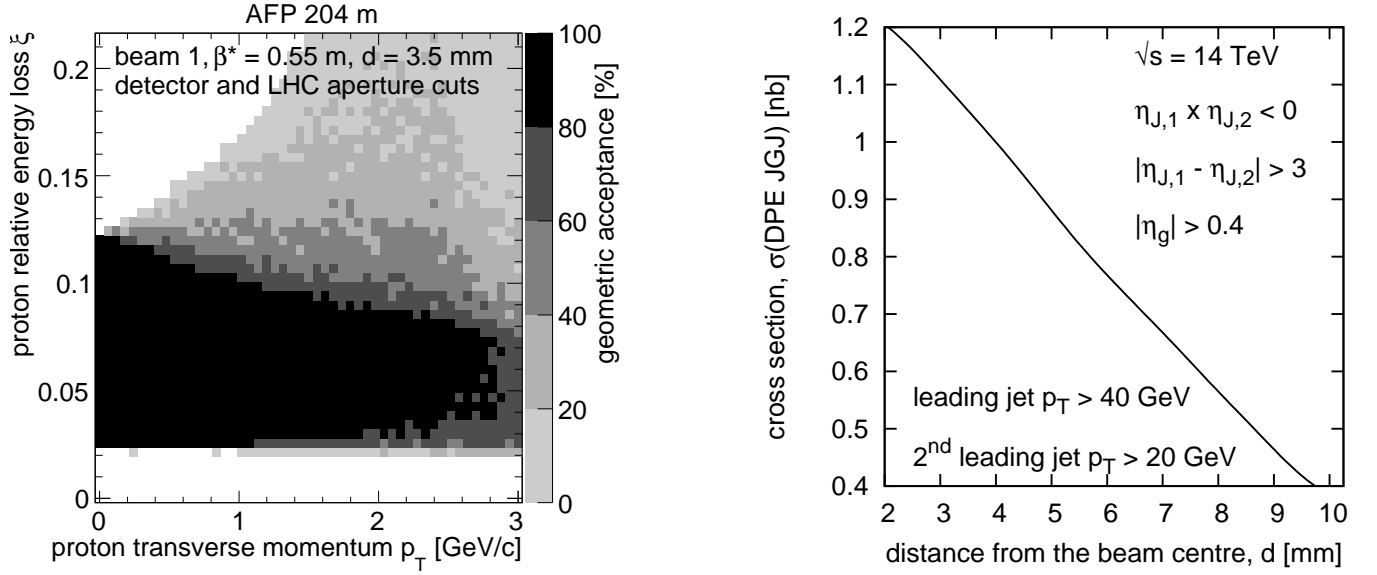 AFP 204 m
beam 1, β* = 0.55 m, d = 3.5 mm
detector and LHC aperture cuts
proton relative energy loss ξ
0.2
0.15
0.1
0.05
0
0 1 2 3
proton transverse momentum p_T [GeV/c]
100
80
60
40
20
0
geometric acceptance [%]
cross section, σ(DPE JGJ) [nb]
1.2
1.1
1
0.9
0.8
0.7
0.6
0.5
0.4
√s = 14 TeV
η_J,1 x η_J,2 < 0
|η_J,1 - η_J,2| > 3
|η_g| > 0.4
leading jet p_T > 40 GeV
2nd leading jet p_T > 20 GeV
2 3 4 5 6 7 8 9 10
distance from the beam centre, d [mm]